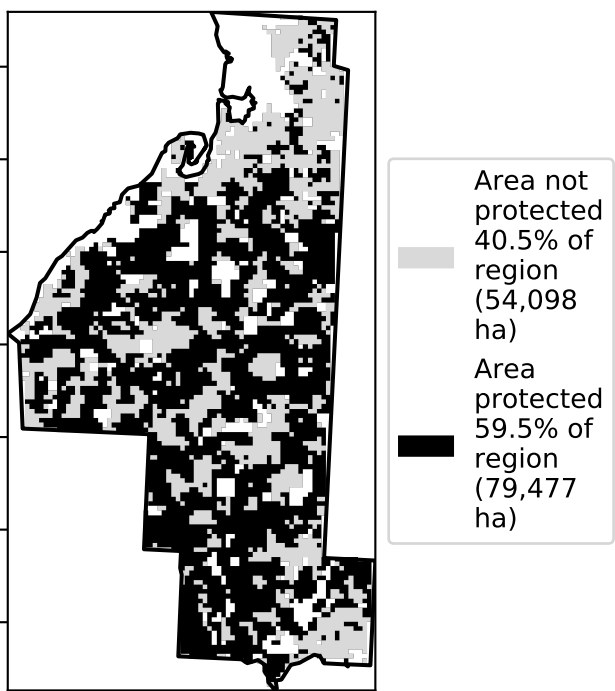 Area not
protected
40.5% of
region
(54,098
ha)
Area
protected
59.5% of
region
(79,477
ha)